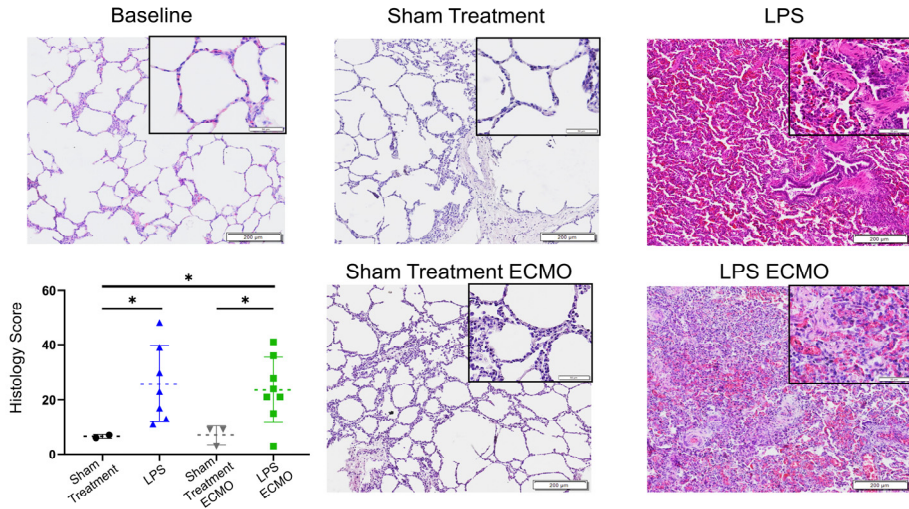 Baseline
Sham Treatment
LPS
200 µm
200 µm
200 µm
Sham Treatment ECMO
LPS ECMO
*
*
*
60
40
20
0
Histology Score
Sham
Treatment
LPS
Sham
Treatment
ECMO
LPS
ECMO
200 µm
200 µm